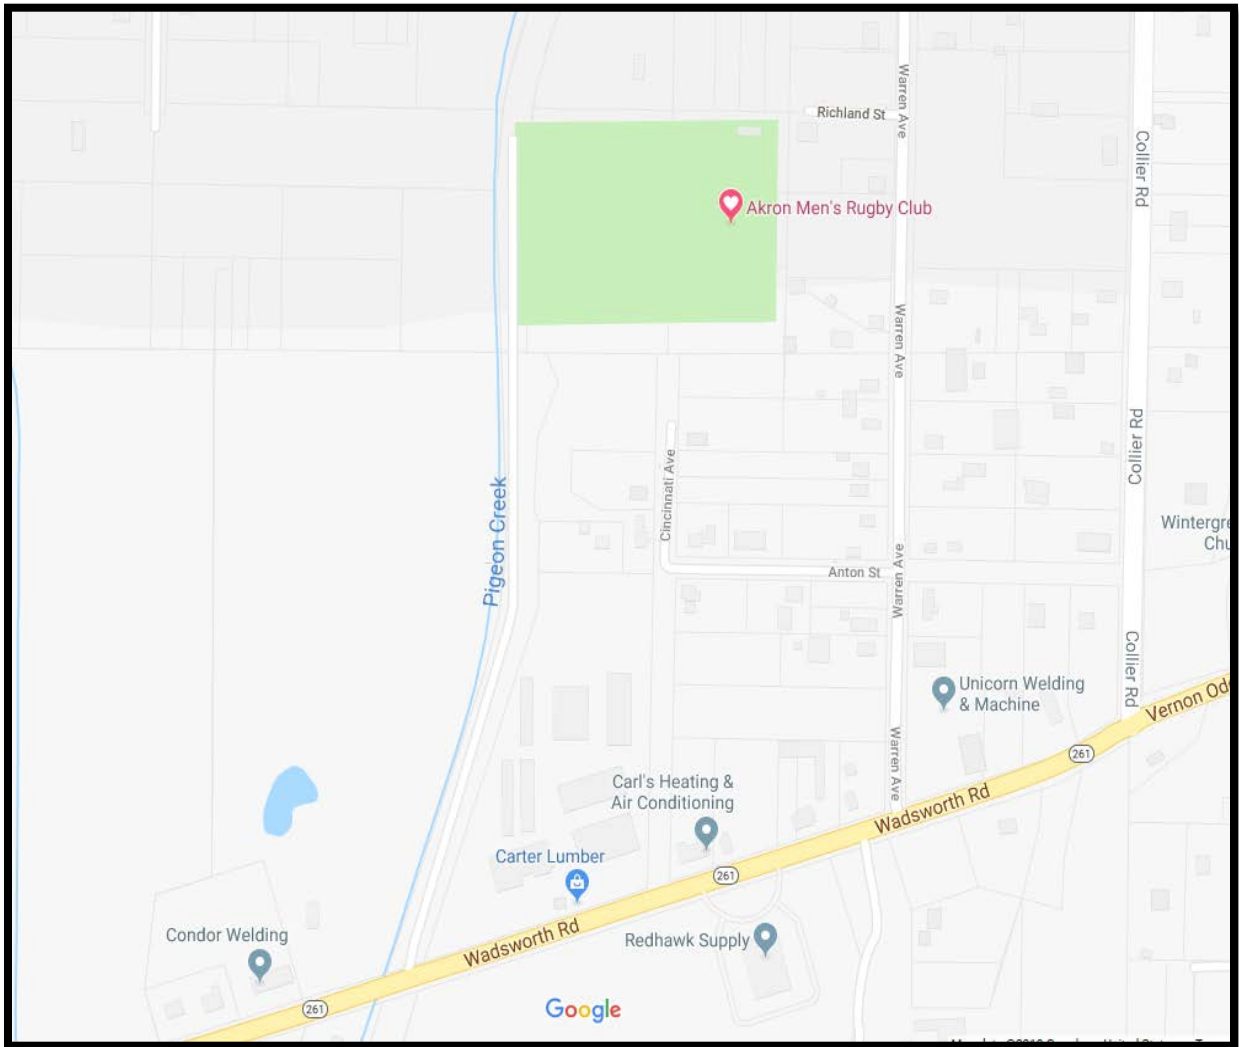 Richland St
Warren Ave
Collier Rd
Akron Men's Rugby Club
Warren Ave
Collier Rd
Cincinnati Ave
Pigeon Creek
Wintergre
Chu
Anton St
Warren Ave
Collier Rd
Unicorn Welding
& Machine
Vernon Od
261
Warren Ave
Carl's Heating &
Air Conditioning
Wadsworth Rd
Carter Lumber
261
Condor Welding
Wadsworth Rd
Redhawk Supply
261
Google